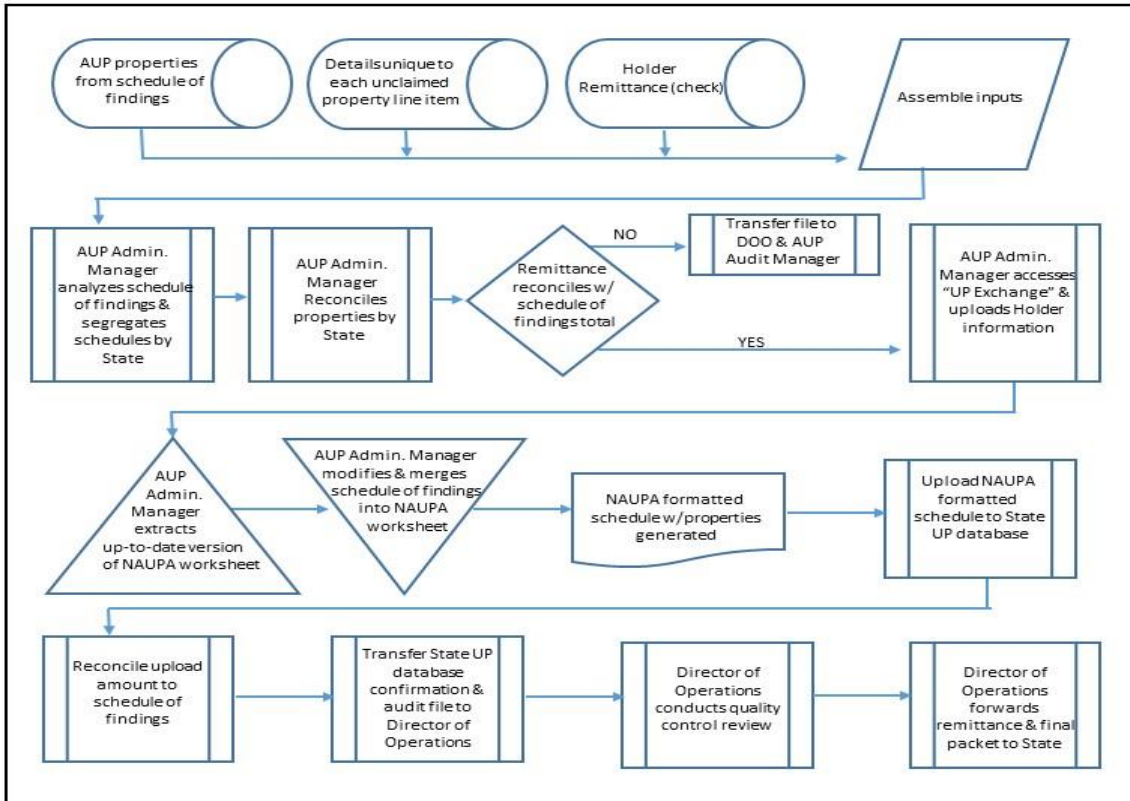 AUP properties
from schedule of
findings
Details unique to
each unclaimed
property line item
Holder
Remittance (check)
Assemble inputs
AUP Admin.
Manager
analyzes schedule
of findings &
segregates
schedules by
State
AUP Admin.
Manager
Reconciles
properties by
State
Remittance
reconciles w/
schedule of
findings total
NO
Transfer file to
DOO & AUP
Audit Manager
YES
AUP Admin.
Manager accesses
“UP Exchange” &
uploads Holder
information
AUP
Admin.
Manager
extracts
up-to-date version
of NAUPA worksheet
AUP Admin. Manager
modifies & merges
schedule of findings
into NAUPA
worksheet
NAUPA formatted
schedule w/properties
generated
Upload NAUPA
formatted
schedule to State
UP database
Reconcile upload
amount to
schedule of
findings
Transfer State UP
database
confirmation &
audit file to
Director of
Operations
Director of
Operations
conducts quality
control review
Director of
Operations
forwards
remittance & final
packet to State